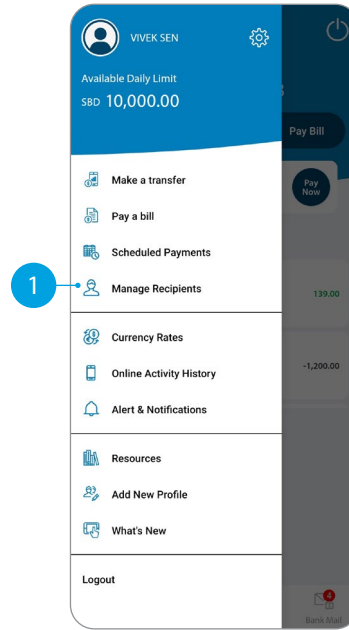 VIVEK SEN
Available Daily Limit
SBD 10,000.00
Pay Bill
Pay
Now
Make a transfer
Pay a bill
Scheduled Payments
1
Manage Recipients
139.00
Currency Rates
-1,200.00
Online Activity History
Alert & Notifications
Resources
Add New Profile
What's New
Logout
4
Bank Mail